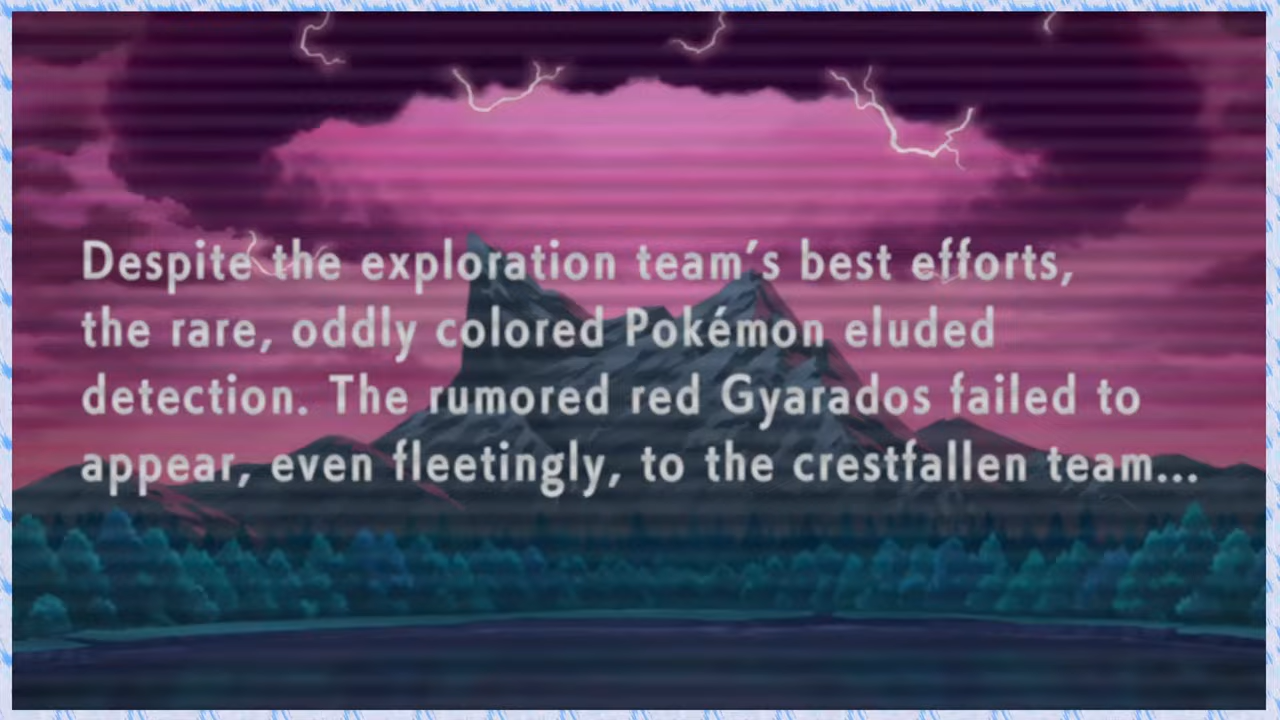 Despite the exploration team's best efforts,
the rare, oddly colored Pokémon eluded
detection. The rumored red Gyarados failed to
appear, even fleetingly, to the crestfallen team...